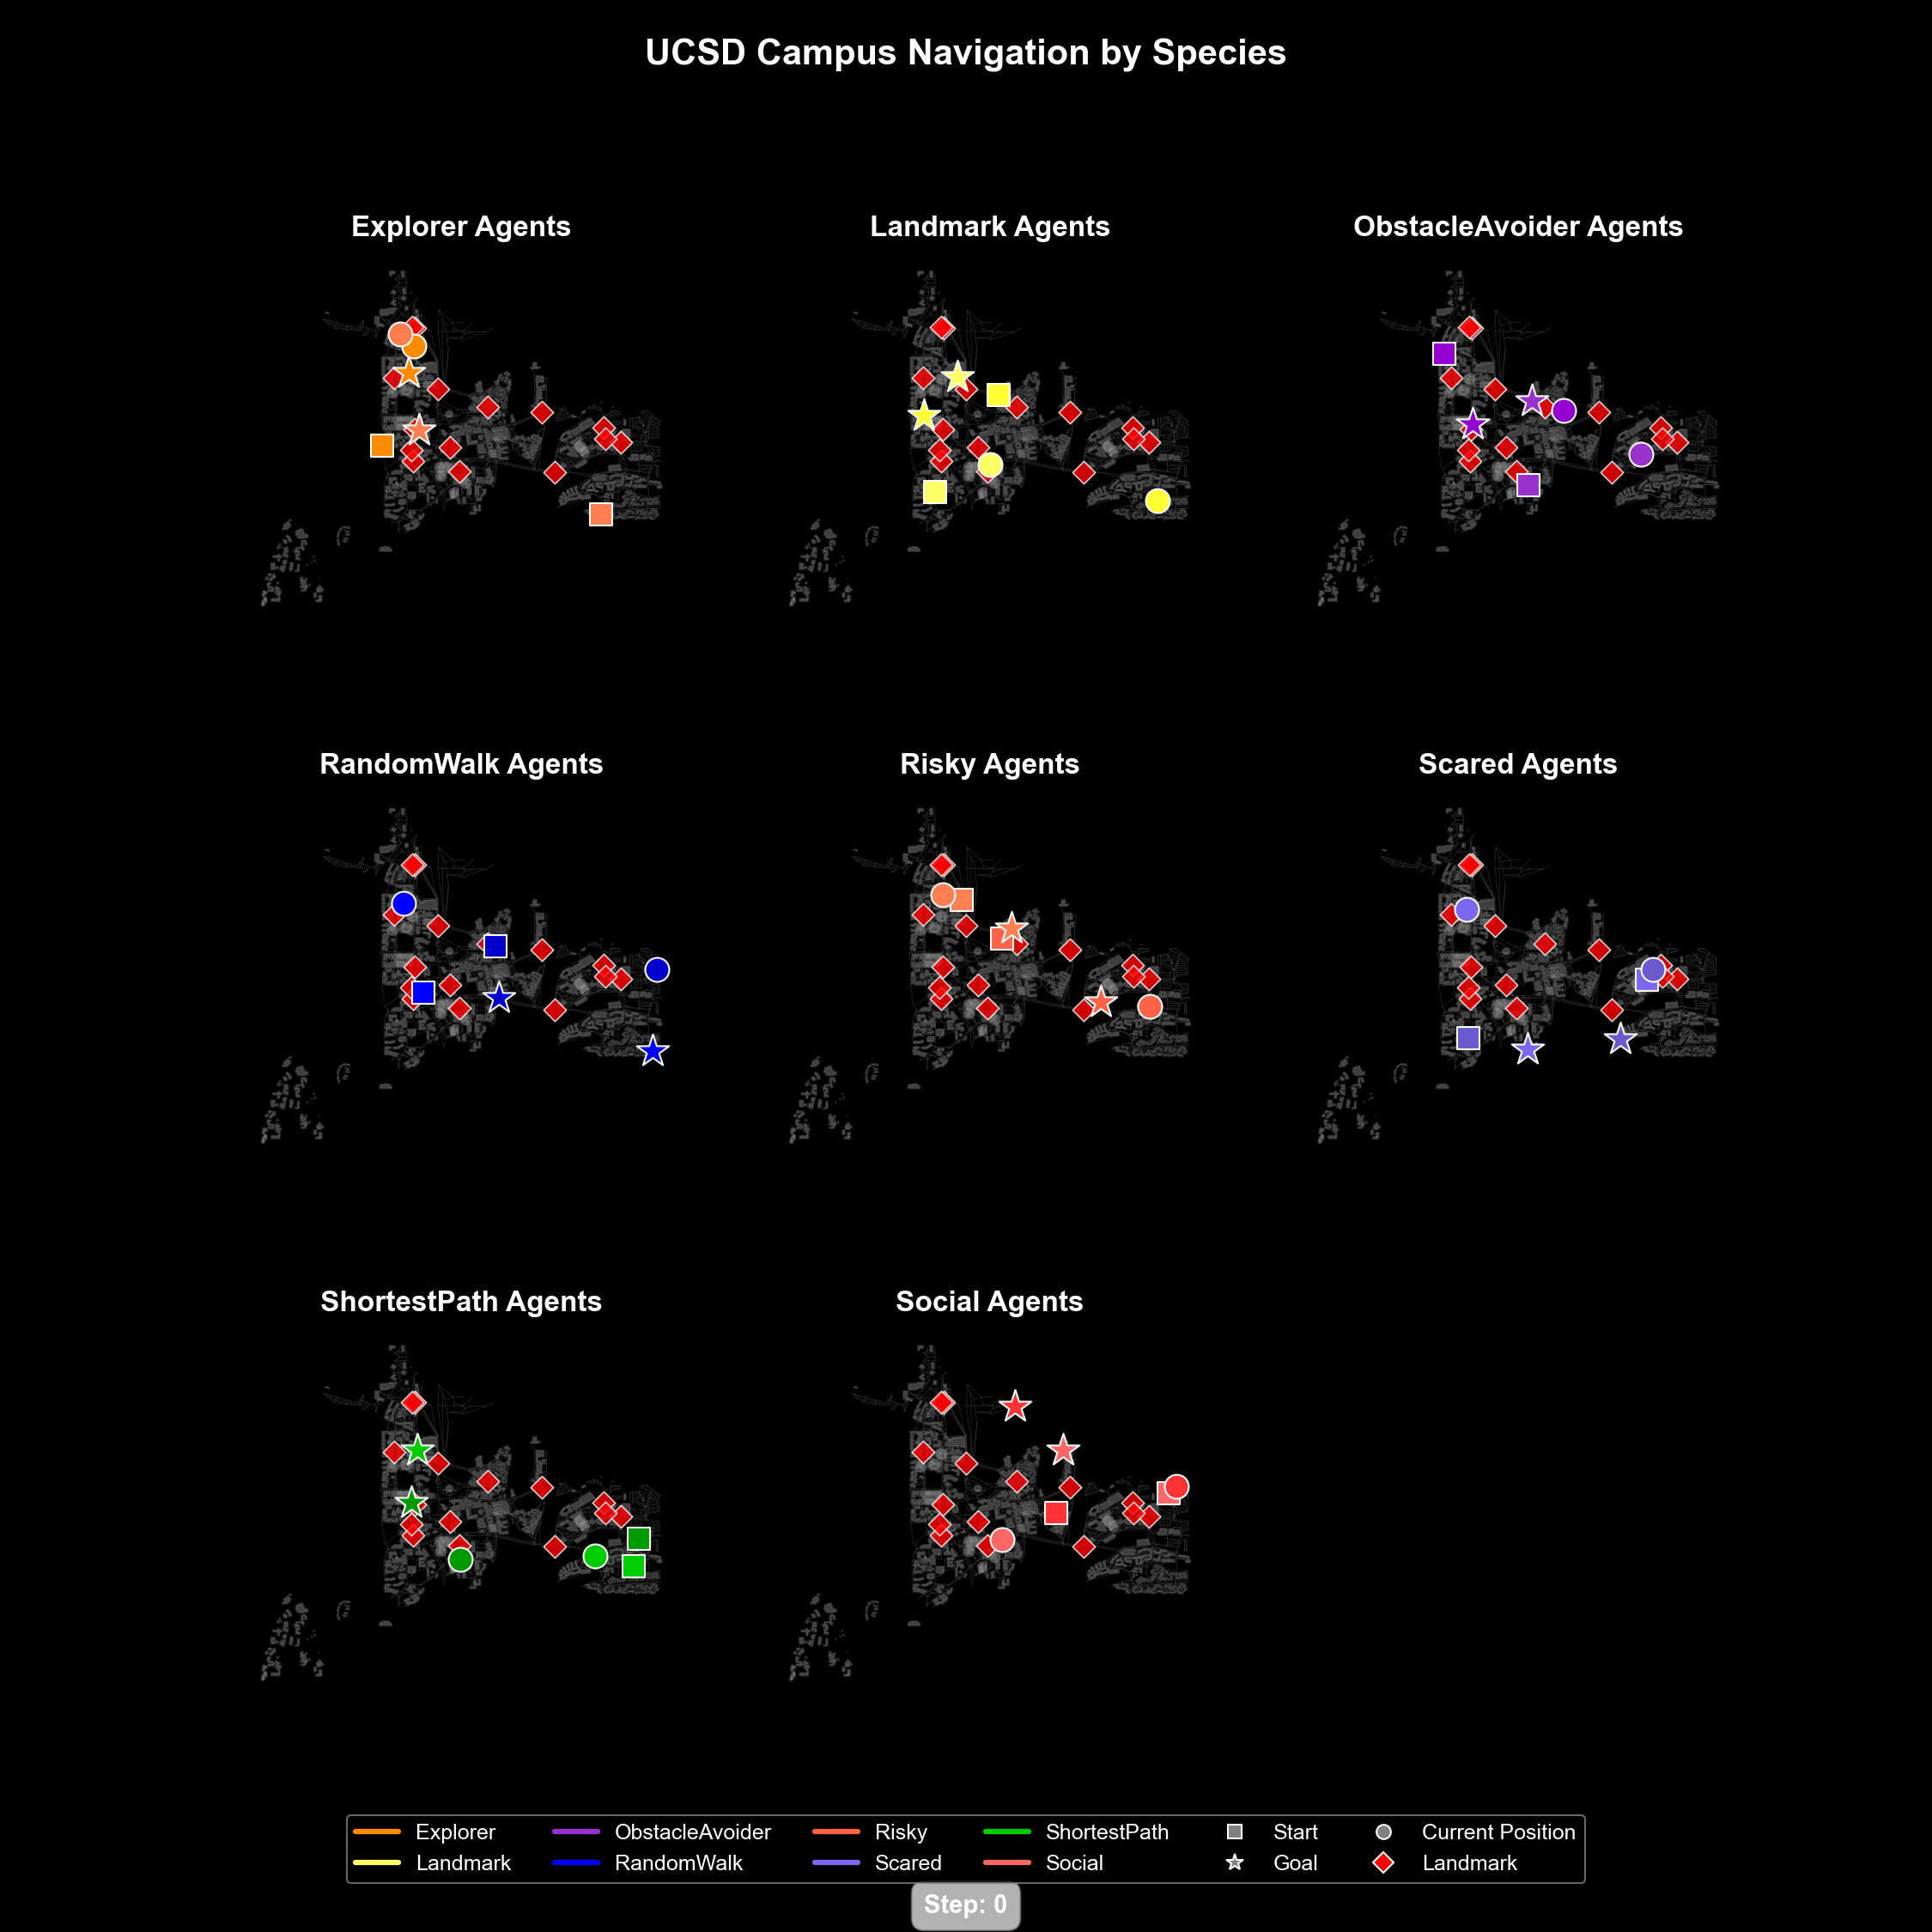 UCSD Campus Navigation by Species
Explorer Agents
Landmark Agents
ObstacleAvoider Agents
RandomWalk Agents
Risky Agents
Scared Agents
ShortestPath Agents
Social Agents
Explorer
ObstacleAvoider
Risky
ShortestPath
Start
Current Position
Landmark
RandomWalk
Scared
Social
Goal
Landmark
Step: 0